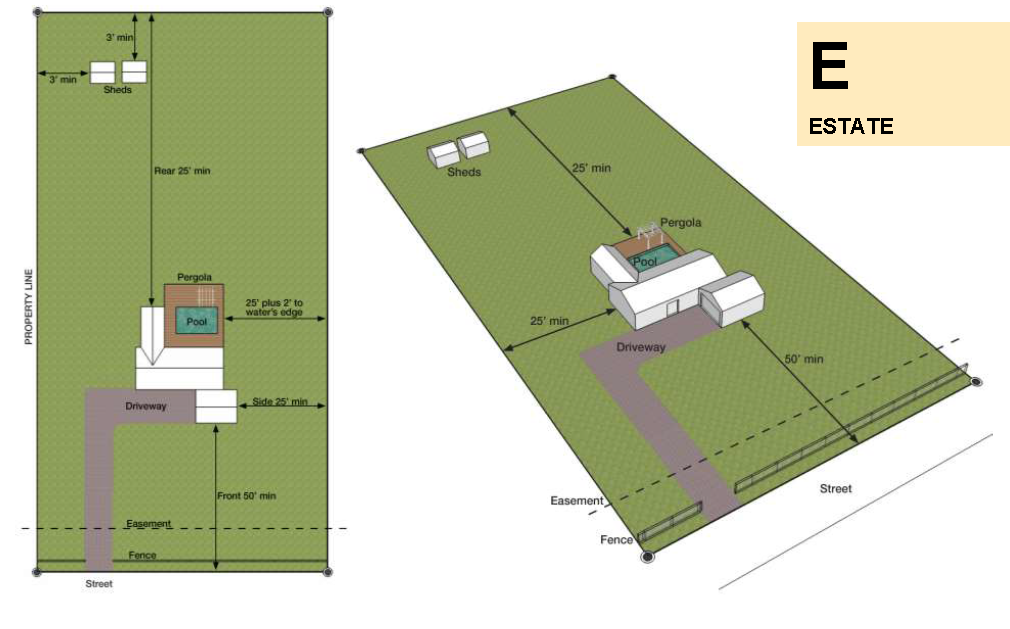 3' min
3' min
Sheds
Rear 25' min
PROPERTY LINE
Pergola
Pool
25' plus 2' to
water's edge
Driveway
Side 25' min
Front 50' min
Easement
Fence
Street
E
ESTATE
Sheds
25' min
Pergola
Pool
25' min
Driveway
50' min
Easement
Fence
Street